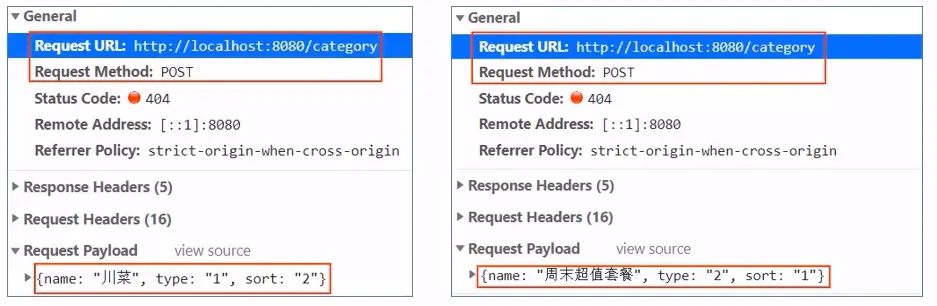 General
Request URL: http://localhost:8080/category
Request Method: POST
Status Code: 404
Remote Address: [::1]:8080
Referrer Policy: strict-origin-when-cross-origin
Response Headers (5)
Request Headers (16)
Request Payload view source
{name: "川菜", type: "1", sort: "2"}
General
Request URL: http://localhost:8080/category
Request Method: POST
Status Code: 404
Remote Address: [::1]:8080
Referrer Policy: strict-origin-when-cross-origin
Response Headers (5)
Request Headers (16)
Request Payload view source
{name: "周末超值套餐", type: "2", sort: "1"}